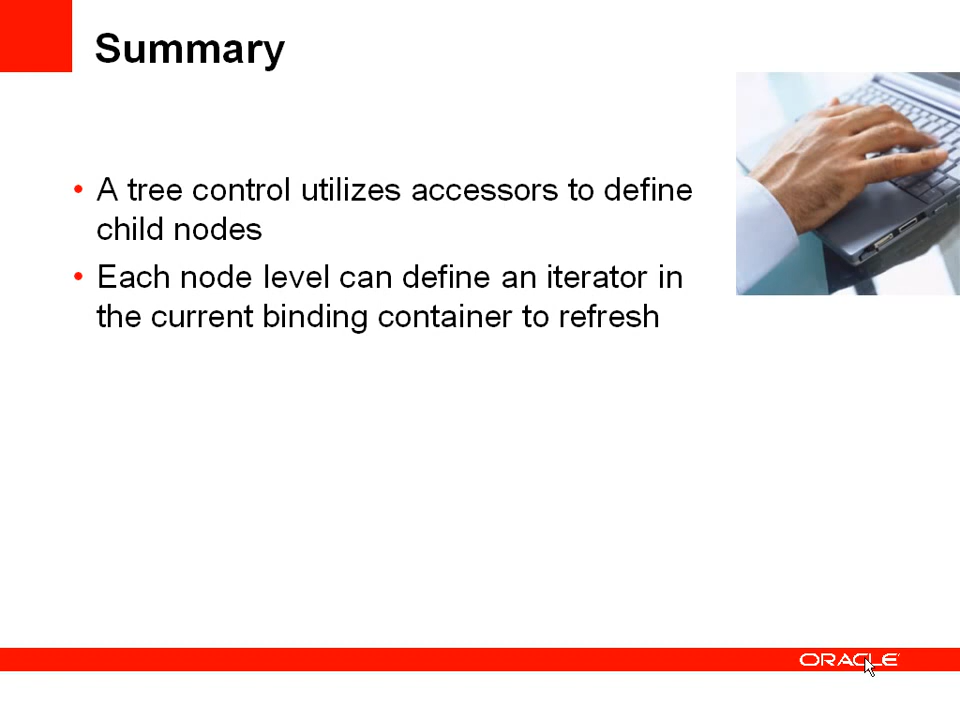 Summary
• A tree control utilizes accessors to define
child nodes
• Each node level can define an iterator in
the current binding container to refresh
ORACLE